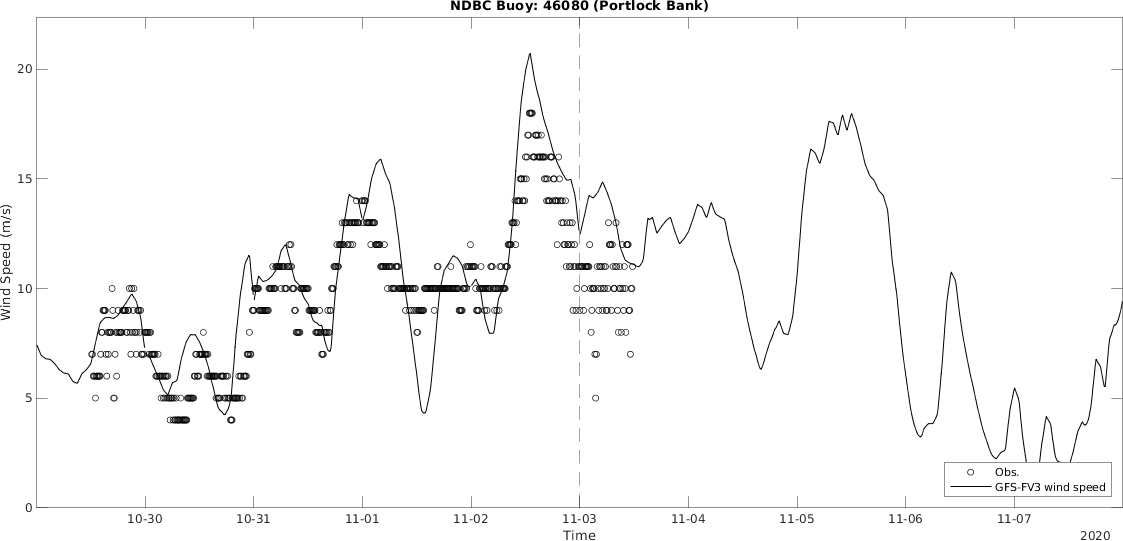 NDBC Buoy: 46080 (Portlock Bank)
20
15
10
5
0
Wind Speed (m/s)
10-30 10-31 11-01 11-02 11-03 11-04 11-05 11-06 11-07
Time
2020
Obs.
GFS-FV3 wind speed